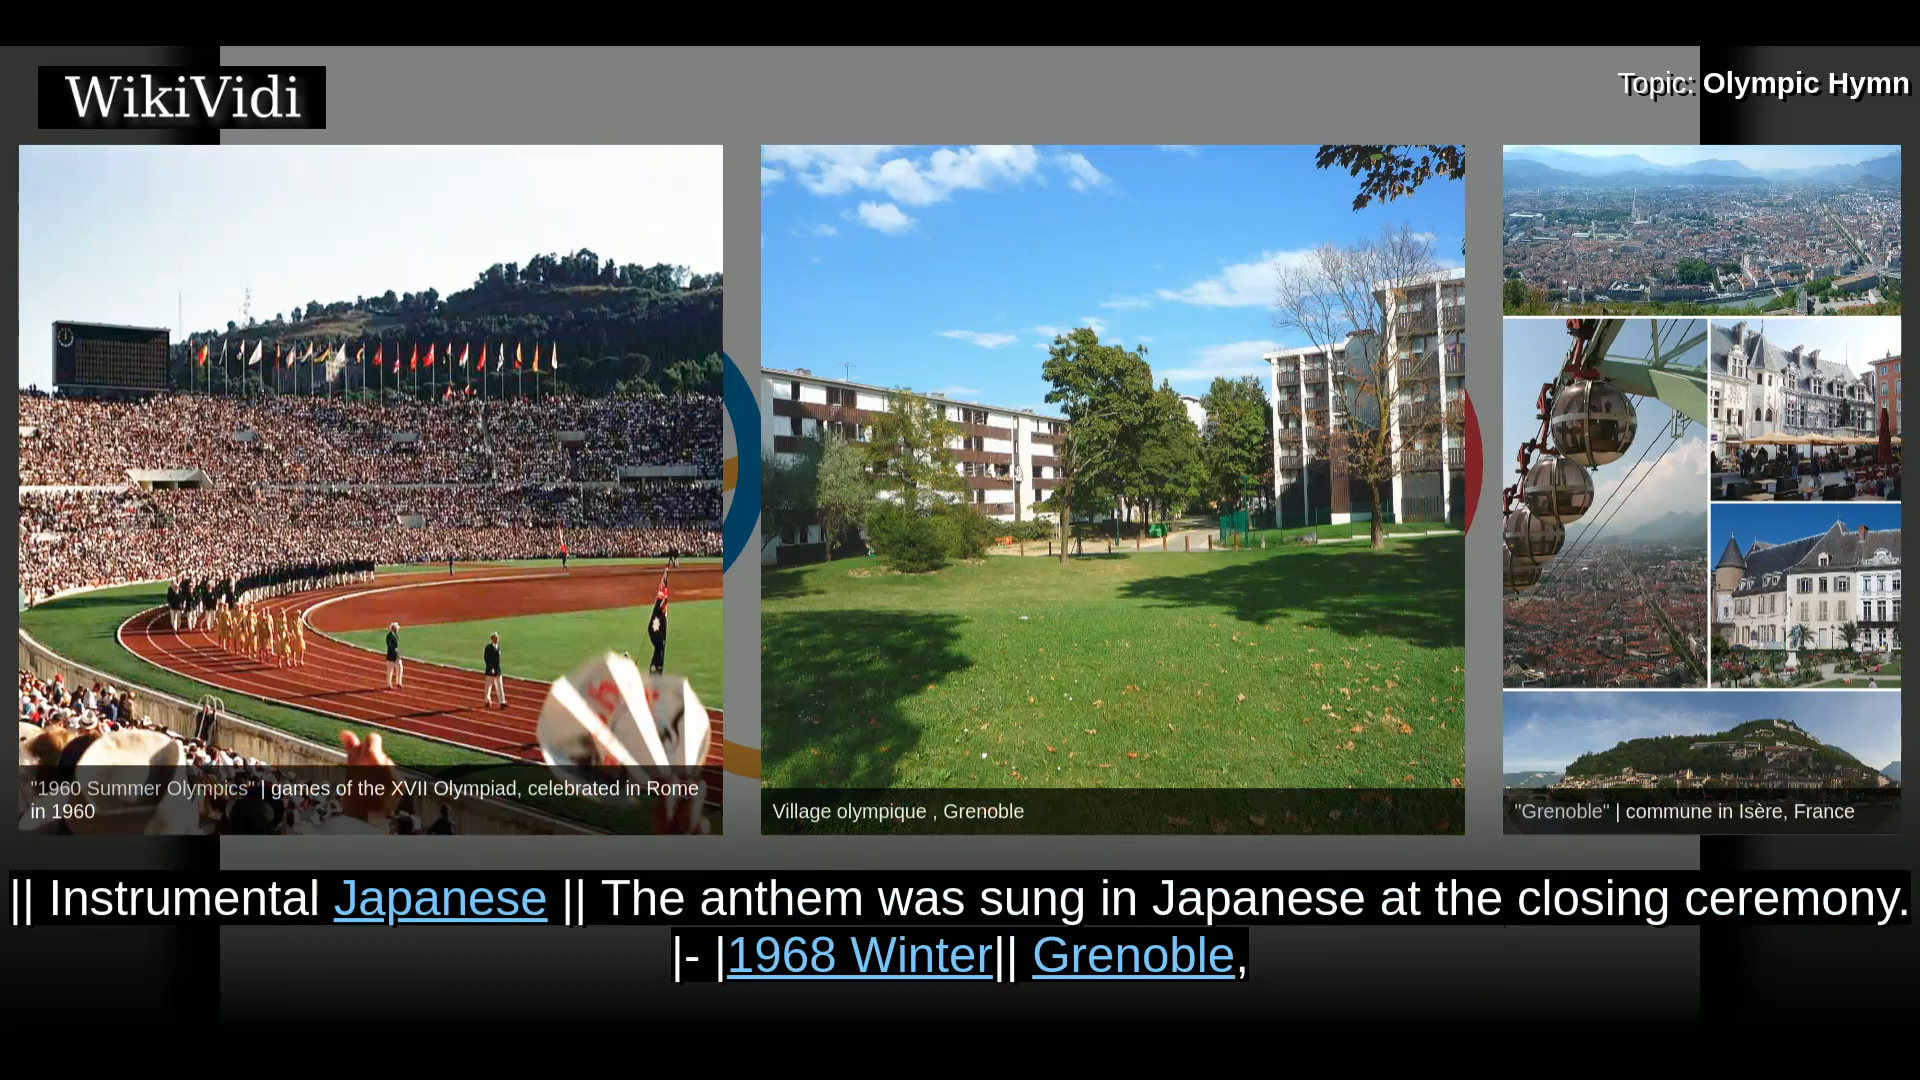 WikiVidi
Topic: Olympic Hymn
"1960 Summer Olympics" | games of the XVII Olympiad, celebrated in Rome
in 1960
Village olympique , Grenoble
"Grenoble" | commune in Isère, France
|| Instrumental Japanese || The anthem was sung in Japanese at the closing ceremony.
|- |1968 Winter|| Grenoble,